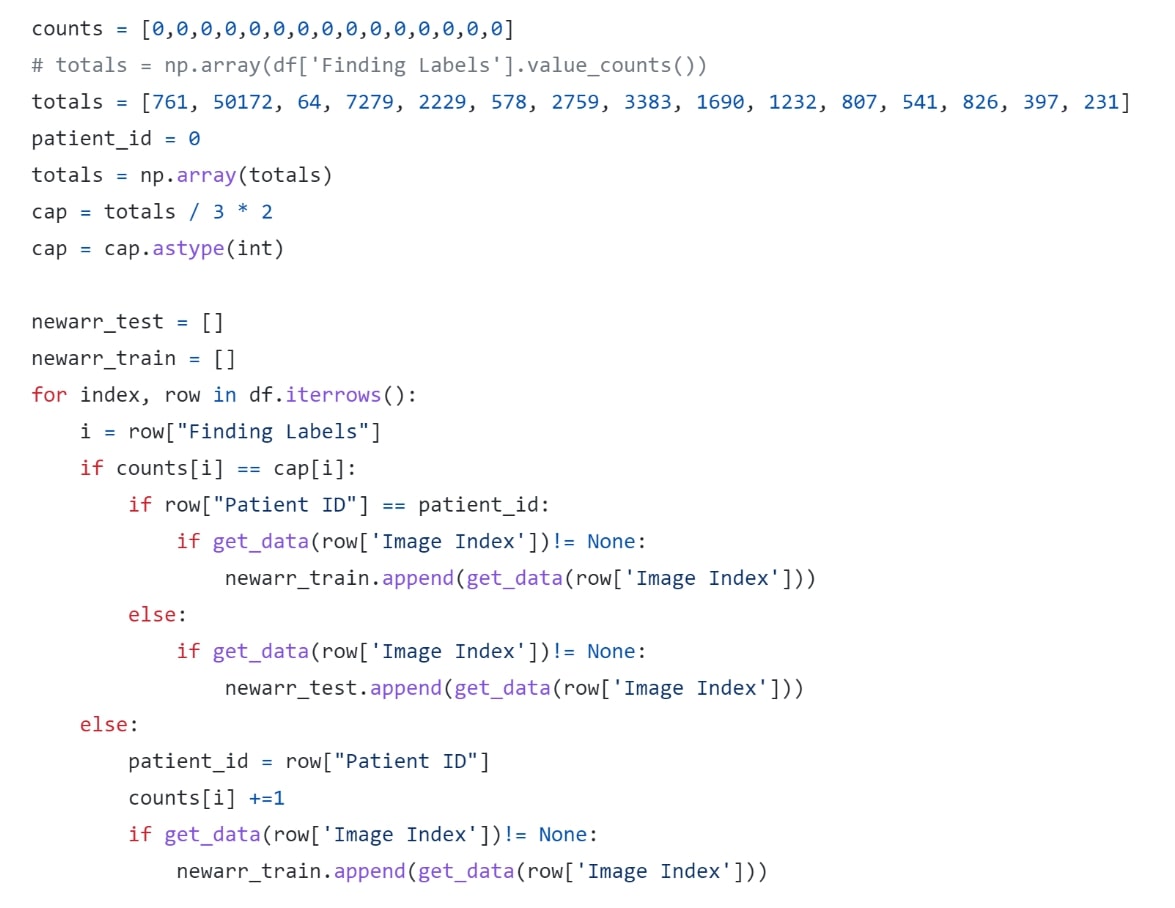 counts = [0,0,0,0,0,0,0,0,0,0,0,0,0,0,0]
# totals = np.array(df['Finding Labels'].value_counts())
totals = [761, 50172, 64, 7279, 2229, 578, 2759, 3383, 1690, 1232, 807, 541, 826, 397, 231]
patient_id = 0
totals = np.array(totals)
cap = totals / 3 * 2
cap = cap.astype(int)

newarr_test = []
newarr_train = []
for index, row in df.iterrows():
    i = row["Finding Labels"]
    if counts[i] == cap[i]:
        if row["Patient ID"] == patient_id:
            if get_data(row['Image Index'])!= None:
                newarr_train.append(get_data(row['Image Index']))
        else:
            if get_data(row['Image Index'])!= None:
                newarr_test.append(get_data(row['Image Index']))
    else:
        patient_id = row["Patient ID"]
        counts[i] +=1
        if get_data(row['Image Index'])!= None:
            newarr_train.append(get_data(row['Image Index']))